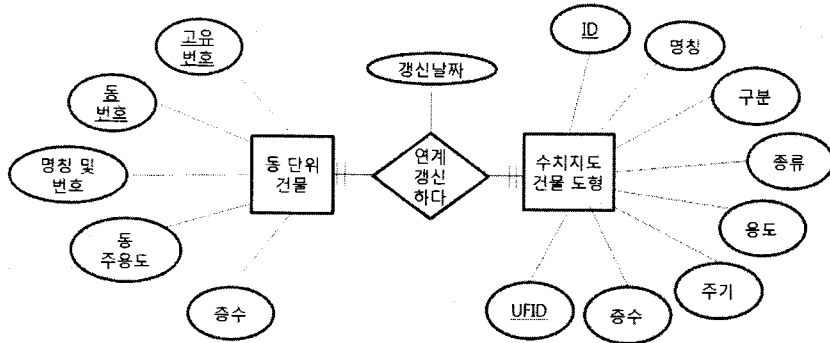 고유
번호
동
번호
명칭 및
번호
동
주용도
층수
동 단위
건물
갱신날짜
연계
갱신
하다
수치지도
건물 도형
ID
명칭
구분
종류
용도
주기
층수
UFID